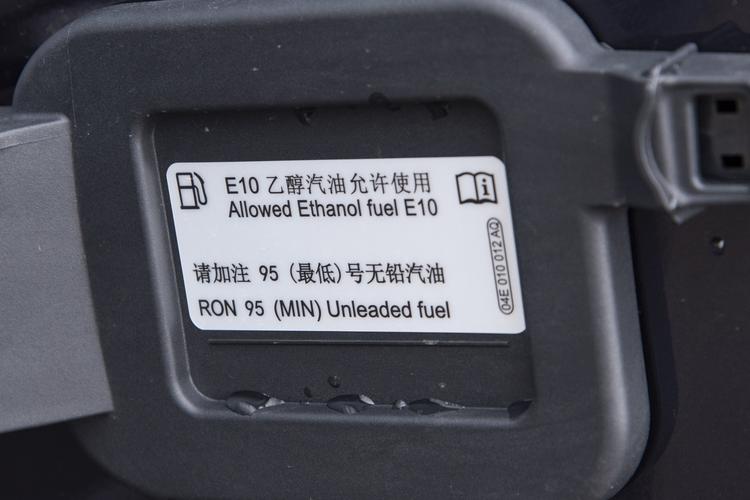 E10 乙醇汽油允许使用
Allowed Ethanol fuel E10
请加注 95 (最低)号无铅汽油
RON 95 (MIN) Unleaded fuel
04E 010 012 AQ